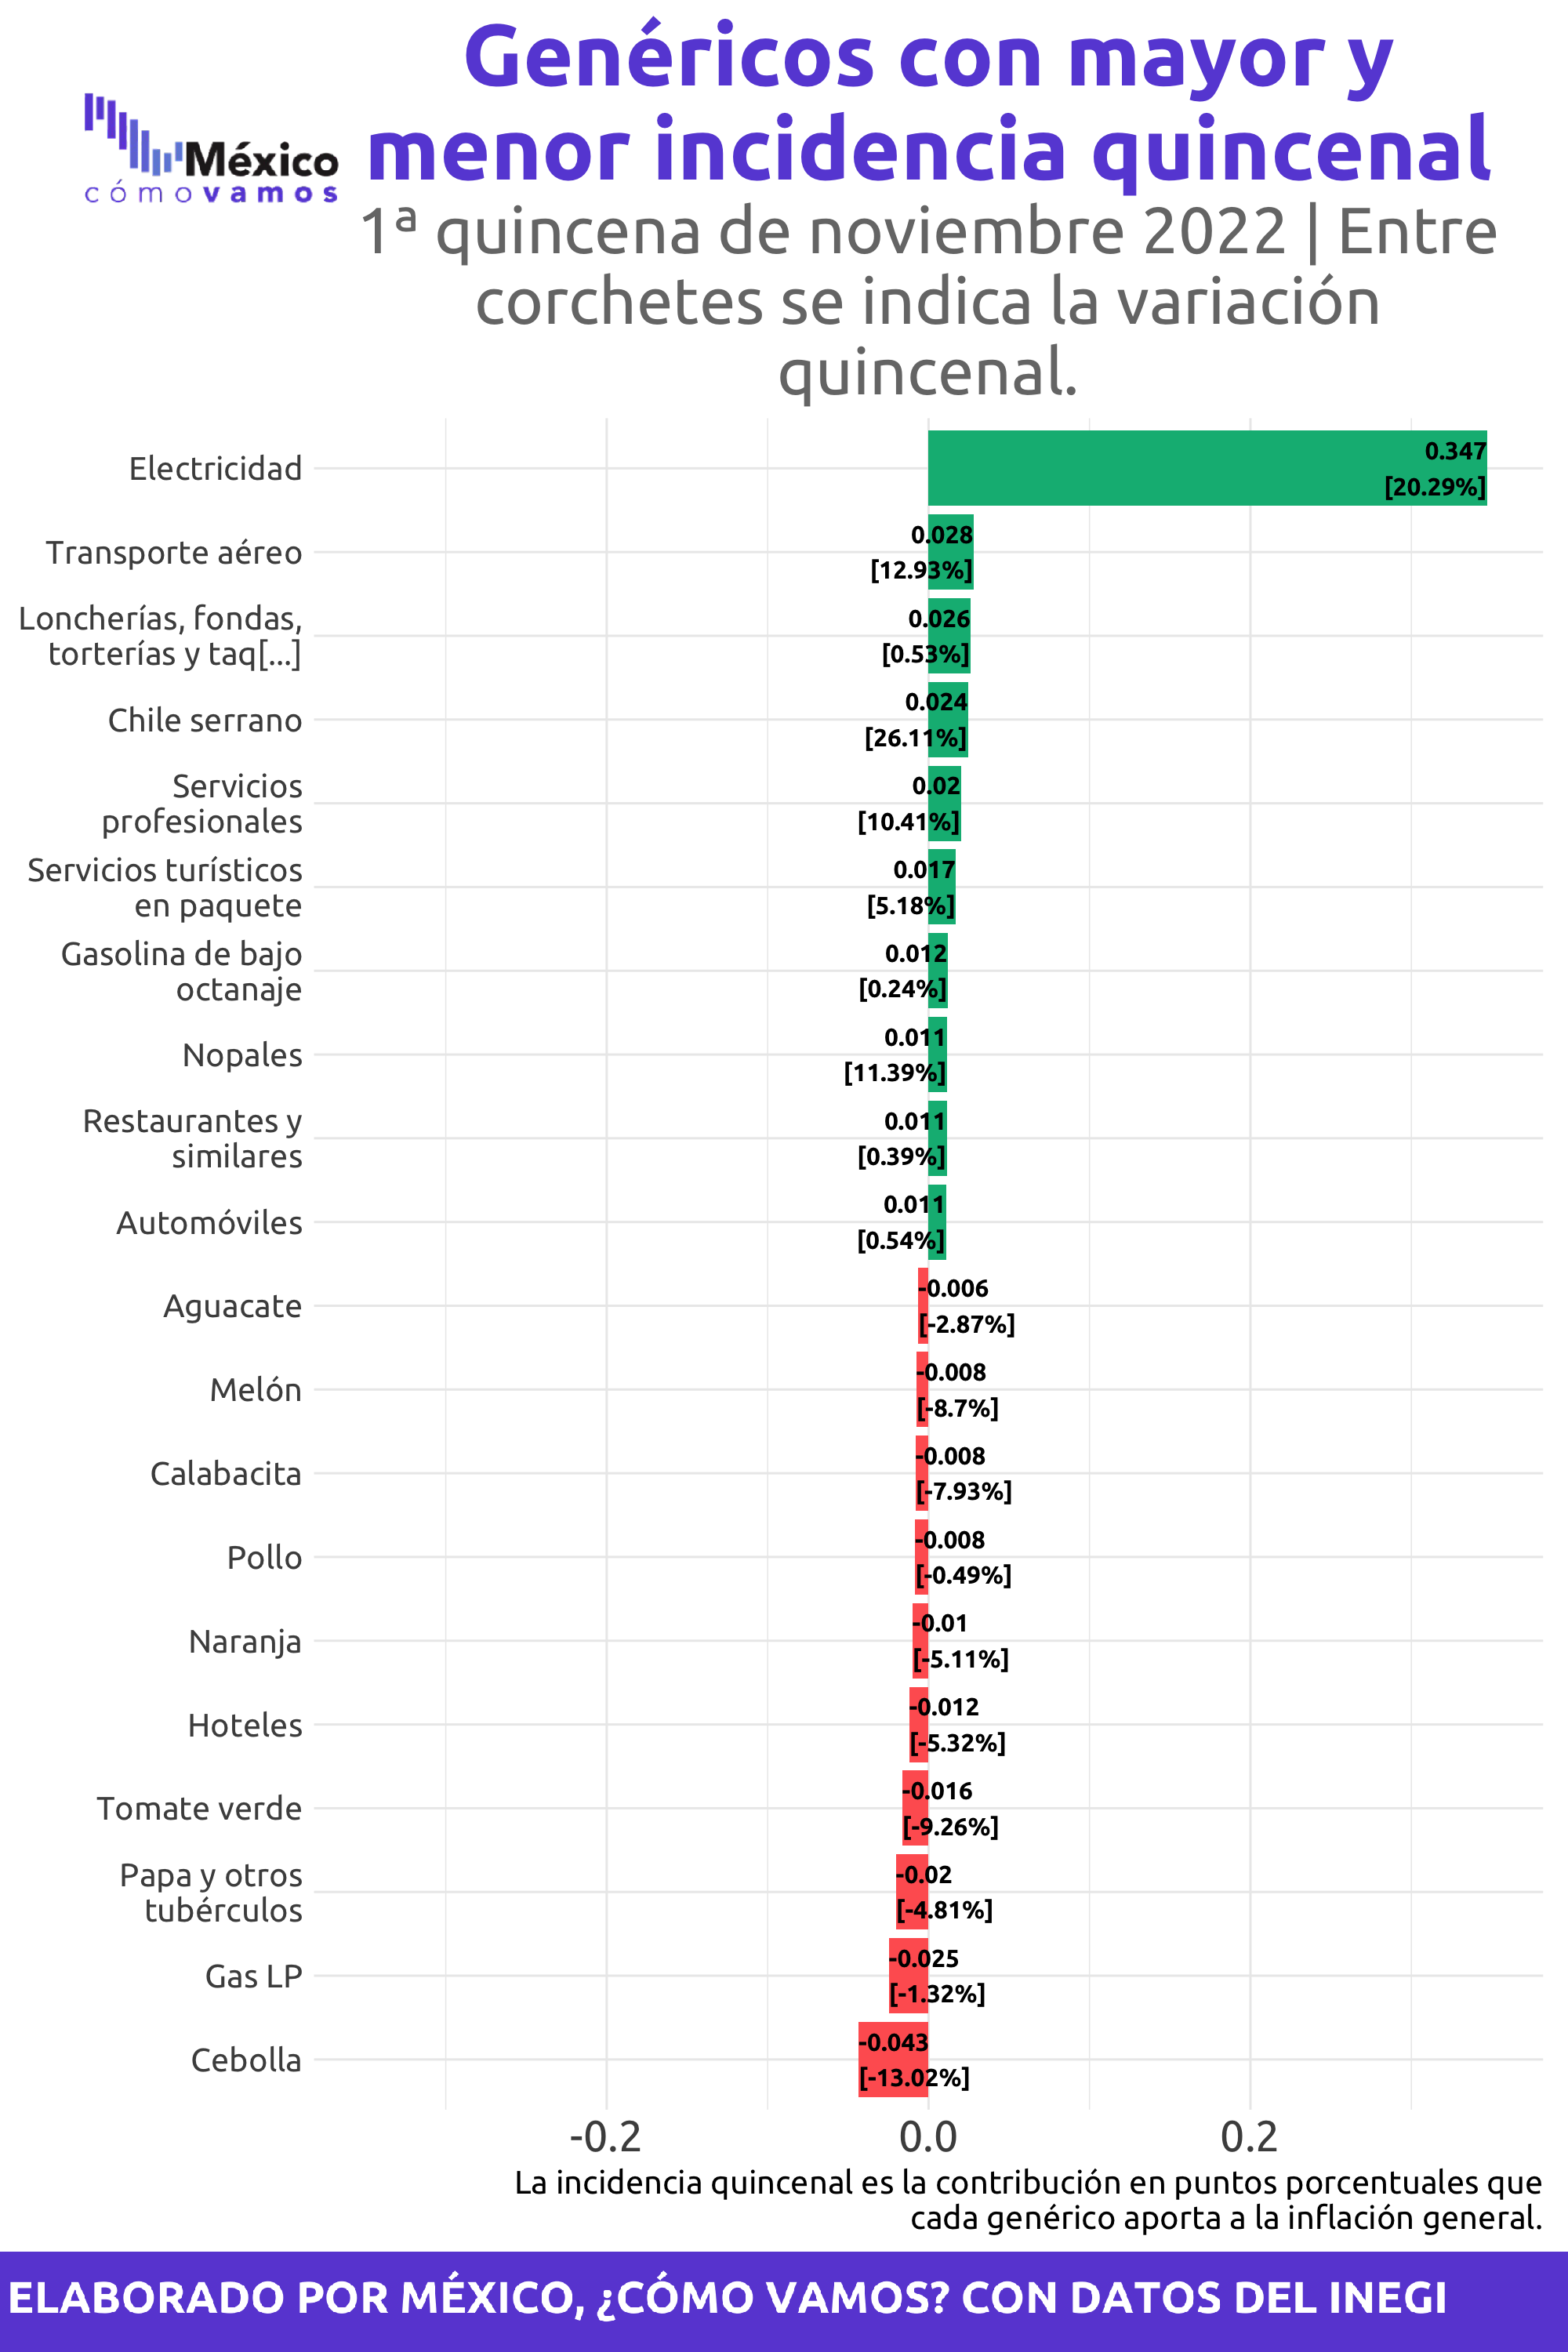 Genéricos con mayor y
menor incidencia quincenal
México
cómovamos
1ª quincena de noviembre 2022 | Entre
corchetes se indica la variación
quincenal.
Electricidad
0.347
[20.29%]
Transporte aéreo
0.028
[12.93%]
Loncherías, fondas,
torterías y taq[...]
0.026
[0.53%]
Chile serrano
0.024
[26.11%]
Servicios
profesionales
0.02
[10.41%]
Servicios turísticos
en paquete
0.017
[5.18%]
Gasolina de bajo
octanaje
0.012
[0.24%]
Nopales
0.011
[11.39%]
Restaurantes y
similares
0.011
[0.39%]
Automóviles
0.011
[0.54%]
Aguacate
-0.006
[-2.87%]
Melón
-0.008
[-8.7%]
Calabacita
-0.008
[-7.93%]
Pollo
-0.008
[-0.49%]
Naranja
-0.01
[-5.11%]
Hoteles
-0.012
[-5.32%]
Tomate verde
-0.016
[-9.26%]
Papa y otros
tubérculos
-0.02
[-4.81%]
Gas LP
-0.025
[-1.32%]
Cebolla
-0.043
[-13.02%]
-0.2 0.0 0.2
La incidencia quincenal es la contribución en puntos porcentuales que
cada genérico aporta a la inflación general.
ELABORADO POR MÉXICO, ¿CÓMO VAMOS? CON DATOS DEL INEGI